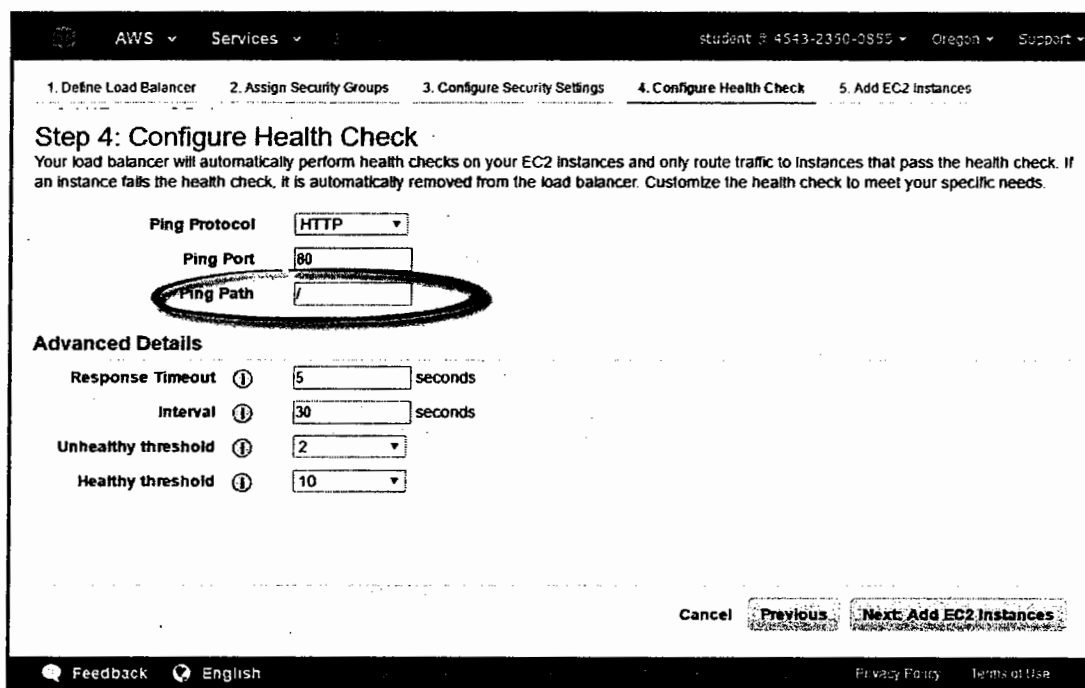 AWS Services student @ 4543-2350-0855 Oregon Support
1. Define Load Balancer 2. Assign Security Groups 3. Configure Security Settings 4. Configure Health Check 5. Add EC2 Instances
Step 4: Configure Health Check
Your load balancer will automatically perform health checks on your EC2 instances and only route traffic to instances that pass the health check. If
an instance fails the health check, it is automatically removed from the load balancer. Customize the health check to meet your specific needs.
Ping Protocol HTTP
Ping Port 80
Ping Path /
Advanced Details
Response Timeout 5 seconds
Interval 30 seconds
Unhealthy threshold 2
Healthy threshold 10
Cancel Previous Next: Add EC2 Instances
Feedback English Privacy Policy Terms of Use